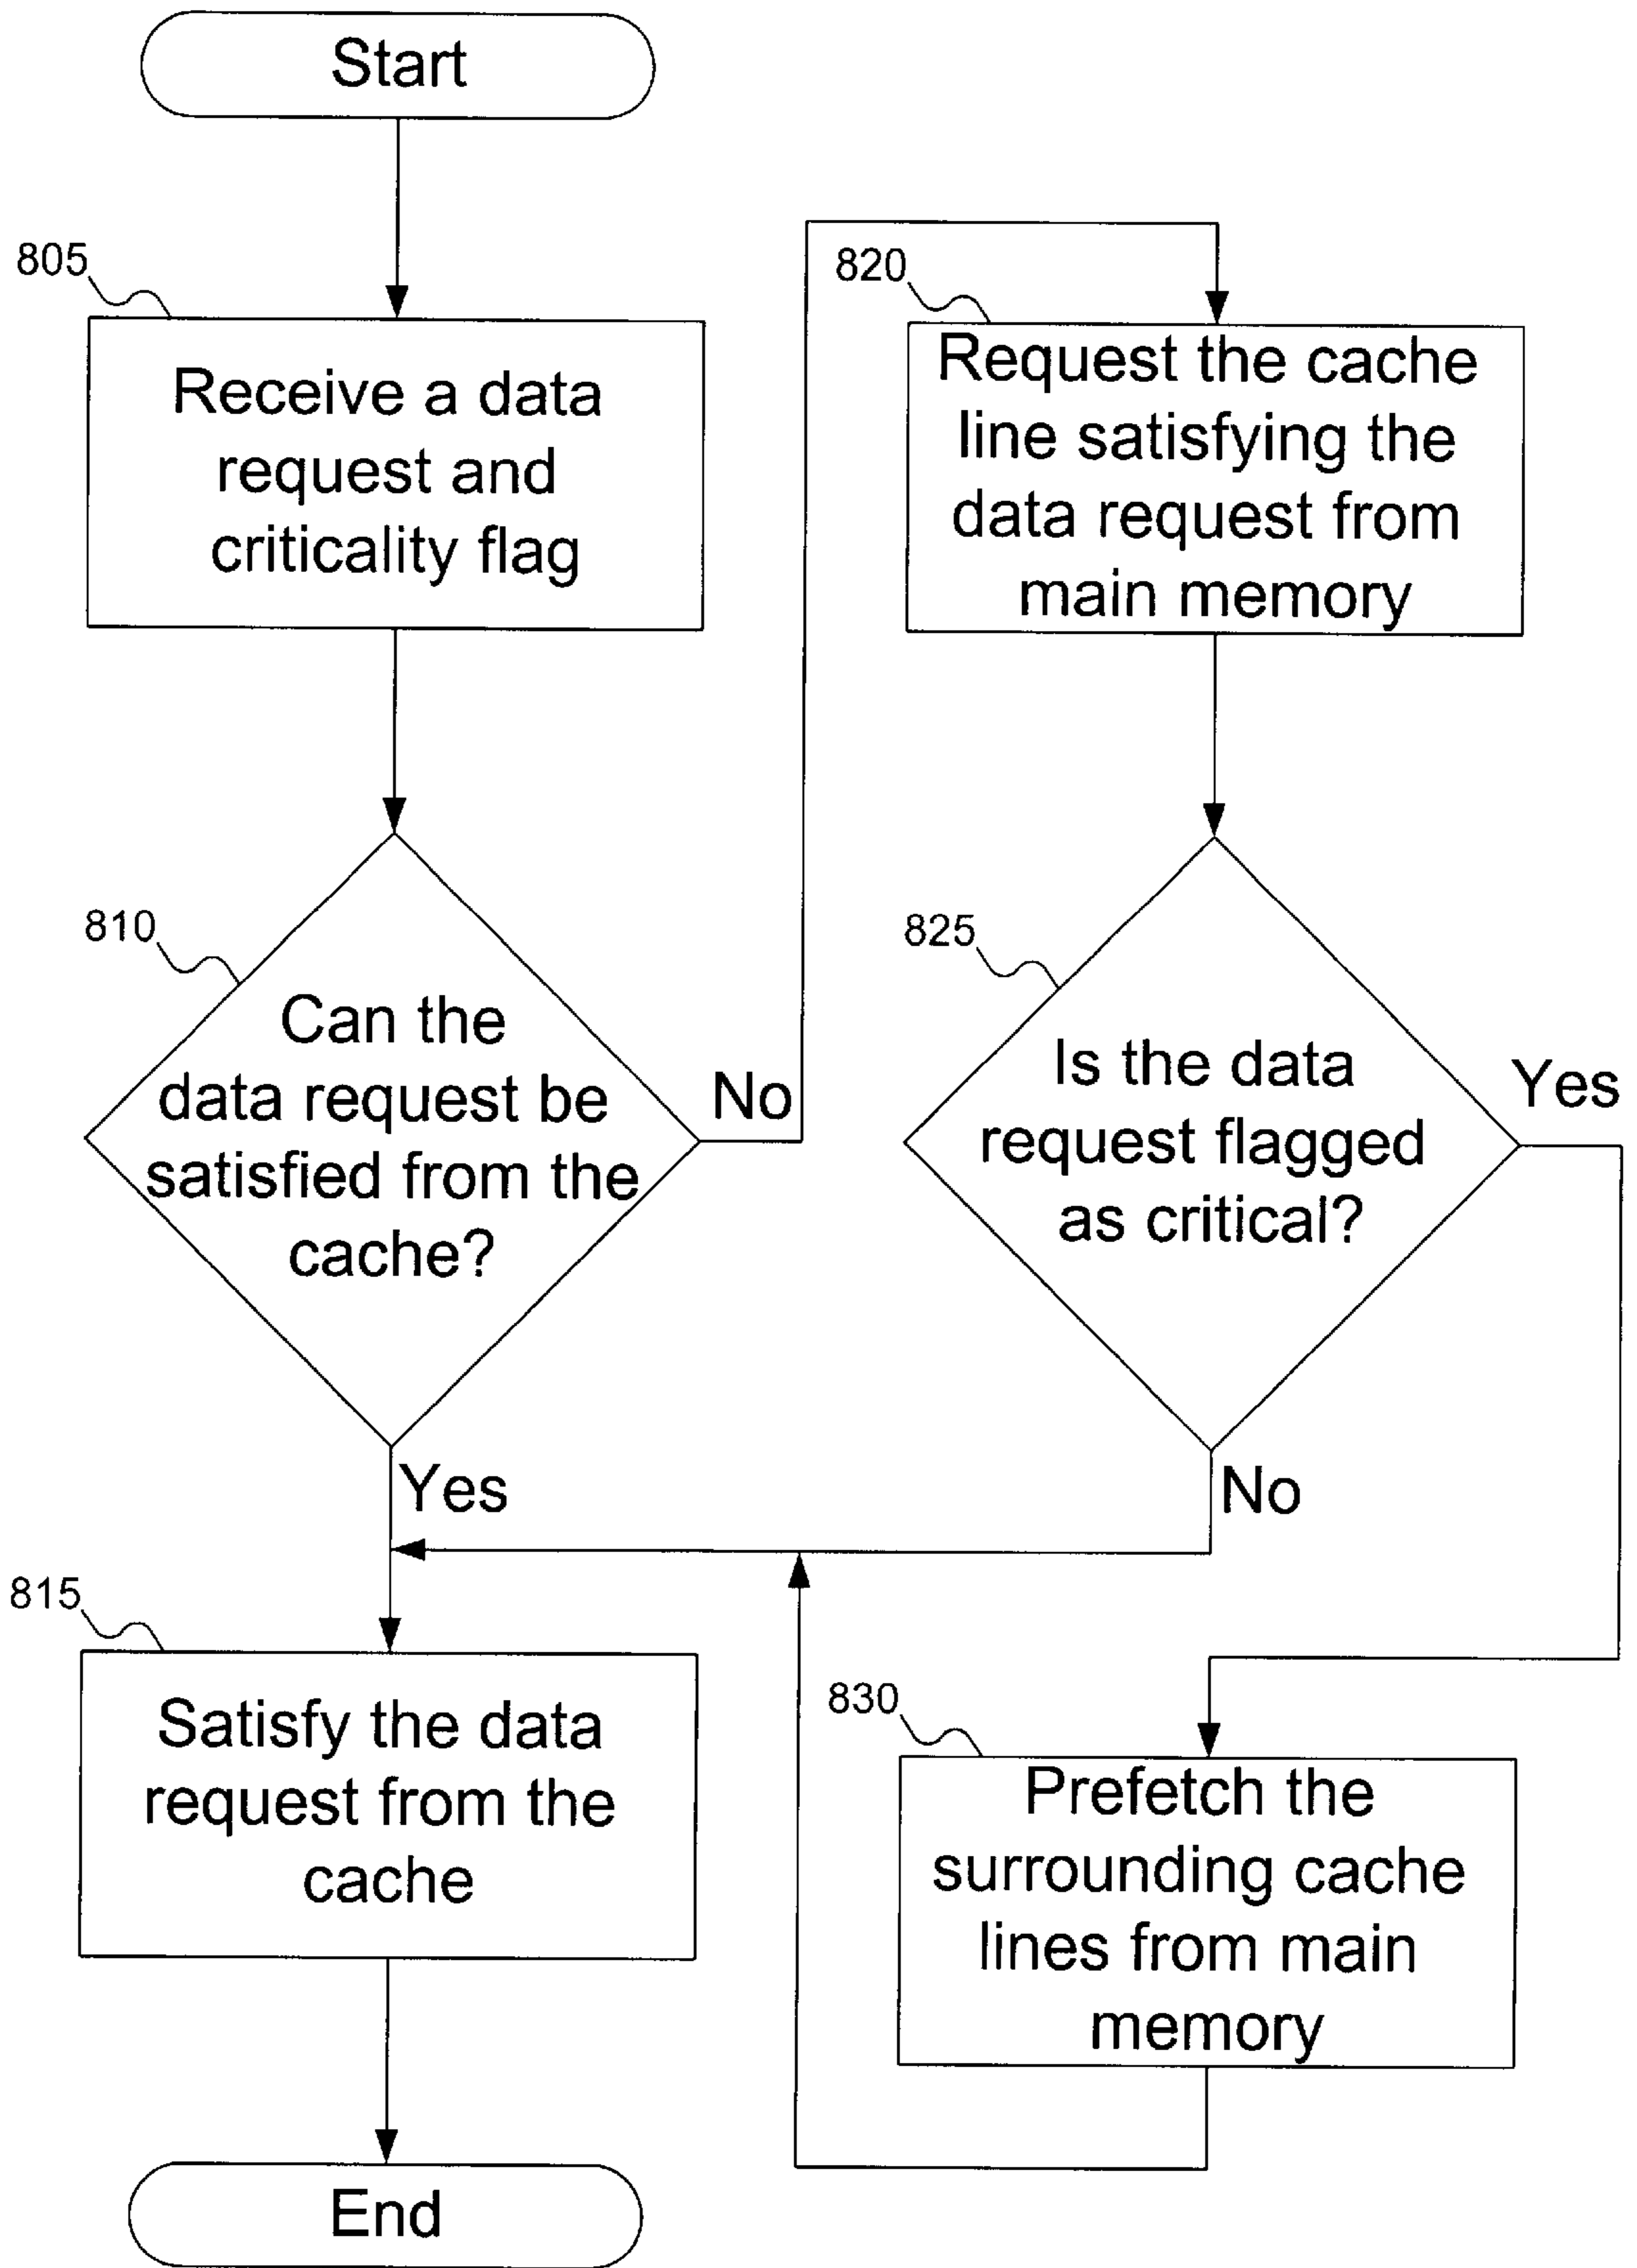 Start
805
Receive a data
request and
criticality flag
810
Can the
data request be
satisfied from the
cache?
No
Yes
815
Satisfy the data
request from the
cache
End
820
Request the cache
line satisfying the
data request from
main memory
825
Is the data
request flagged
as critical?
Yes
No
830
Prefetch the
surrounding cache
lines from main
memory